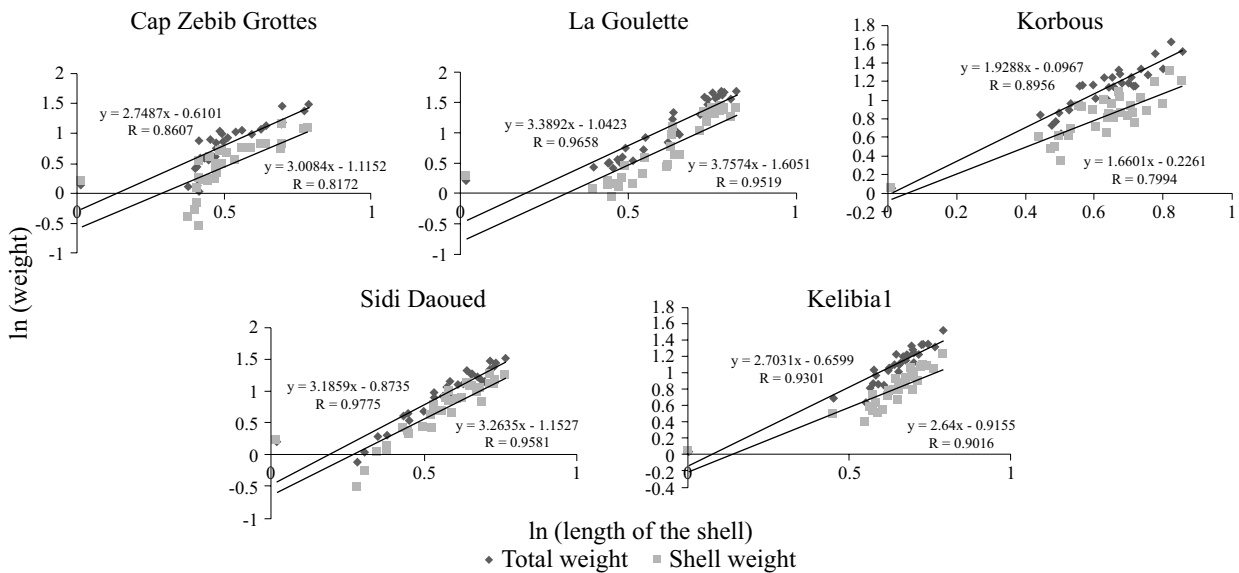 Cap Zebib Grottes
2
1.5
1
0.5
0
-0.5
-1
0
0.5
1
y = 2.7487x - 0.6101
R = 0.8607
y = 3.0084x - 1.1152
R = 0.8172
La Goulette
2
1.5
1
0.5
0
-0.5
-1
0
0.5
1
y = 3.3892x - 1.0423
R = 0.9658
y = 3.7574x - 1.6051
R = 0.9519
Korbous
1.8
1.6
1.4
1.2
1
0.8
0.6
0.4
0.2
0
-0.2
0
0.2
0.4
0.6
0.8
1
y = 1.9288x - 0.0967
R = 0.8956
y = 1.6601x - 0.2261
R = 0.7994
ln (weight)
Sidi Daoued
2
1.5
1
0.5
0
-0.5
-1
0
0.5
1
y = 3.1859x - 0.8735
R = 0.9775
y = 3.2635x - 1.1527
R = 0.9581
Kelibia1
1.8
1.6
1.4
1.2
1
0.8
0.6
0.4
0.2
0
-0.2
-0.4
0
0.5
1
y = 2.7031x - 0.6599
R = 0.9301
y = 2.64x - 0.9155
R = 0.9016
ln (length of the shell)
Total weight Shell weight